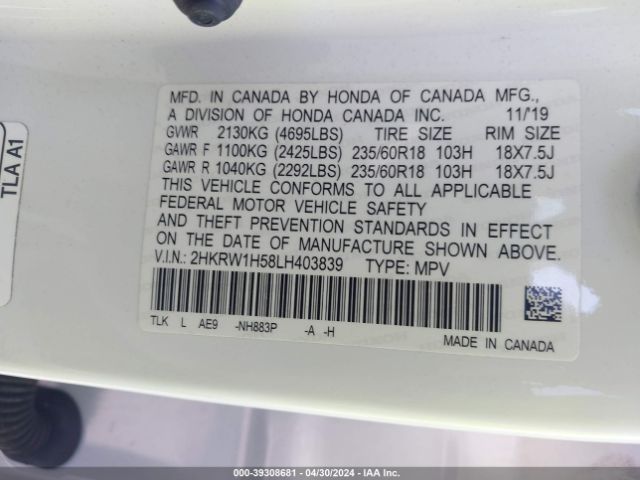 MFD. IN CANADA BY HONDA OF CANADA MFG.,
A DIVISION OF HONDA CANADA INC. 11/'19
GVWR 2130KG (4695LBS) TIRE SIZE RIM SIZE
GAWR F 1100KG (2425LBS) 235/60R18 103H 18X7.5J
GAWR R 1040KG (2292LBS) 235/60R18 103H 18X7.5J
THIS VEHICLE CONFORMS TO ALL APPLICABLE
FEDERAL MOTOR VEHICLE SAFETY
AND THEFT PREVENTION STANDARDS IN EFFECT
ON THE DATE OF MANUFACTURE SHOWN ABOVE.
V.I.N.: 2HKRW1H58LH403839 TYPE: MPV
TLK L AE9 -NH883P -A -H
MADE IN CANADA
TLA A1
000-39308681 - 04/30/2024 - IAA Inc.